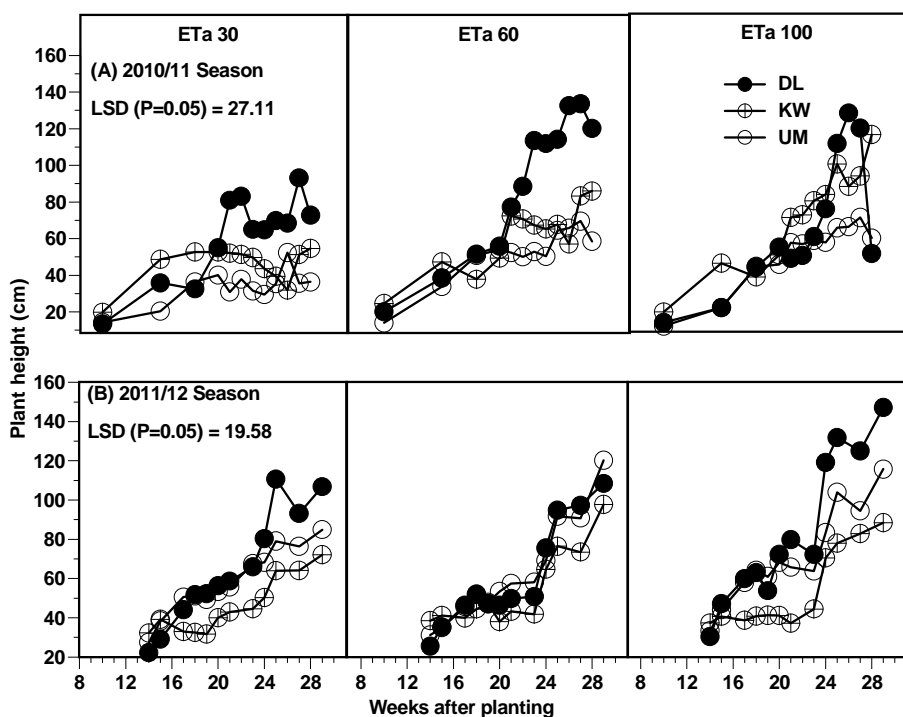 ETa 30 ETa 60 ETa 100
160
(A) 2010/11 Season
140
LSD (P=0.05) = 27.11
120
100
80
60
40
20
DL
KW
UM
Plant height (cm)
160
(B) 2011/12 Season
140
LSD (P=0.05) = 19.58
120
100
80
60
40
20
8 12 16 20 24 28 8 12 16 20 24 28 8 12 16 20 24 28
Weeks after planting